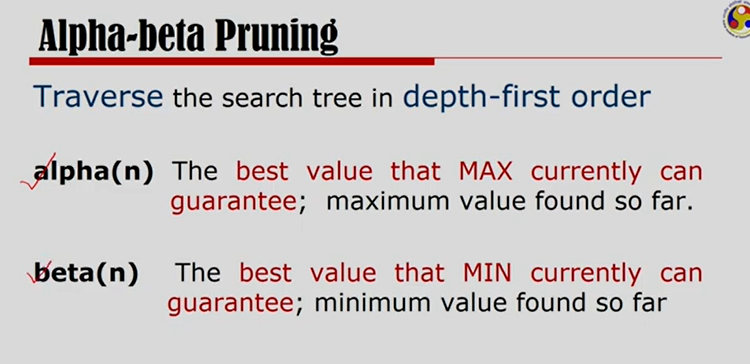 Alpha-beta Pruning
Traverse the search tree in depth-first order
alpha(n) The best value that MAX currently can
guarantee; maximum value found so far.
beta(n) The best value that MIN currently can
guarantee; minimum value found so far